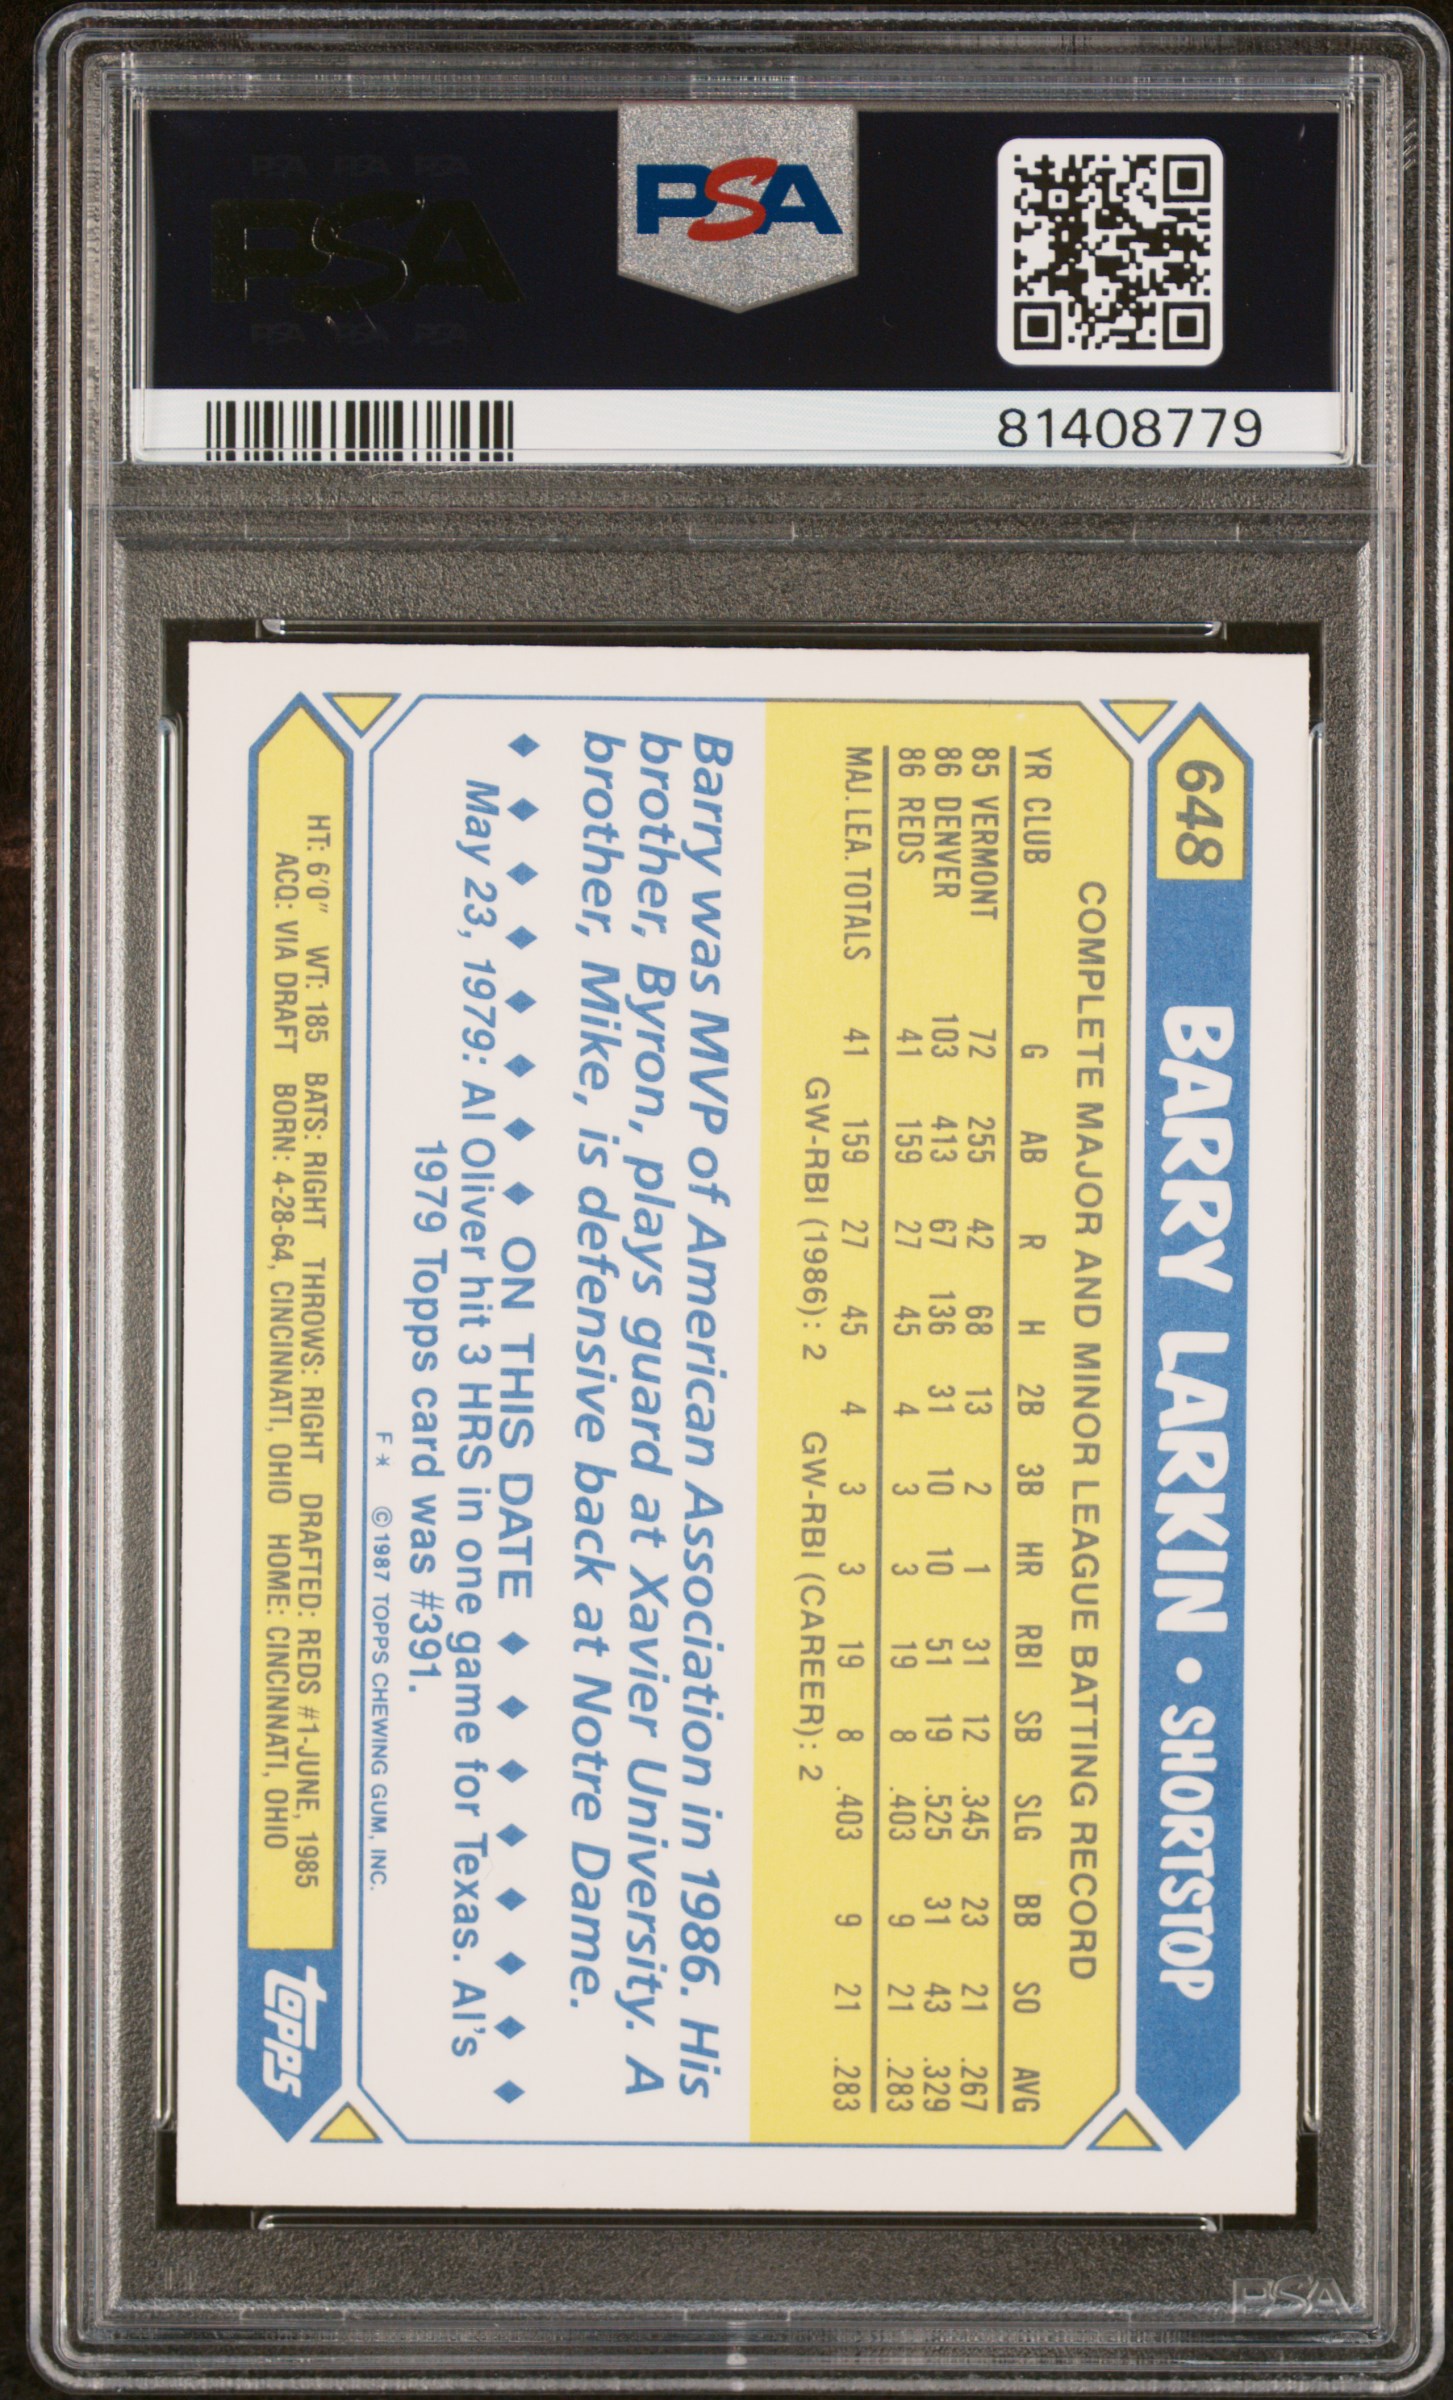 PSA PSA PSA
PSA
PSA PSA PSA
PSA
81408779
648 BARRY LARKIN • SHORTSTOP
COMPLETE MAJOR AND MINOR LEAGUE BATTING RECORD
YR CLUB G AB R H 2B 3B HR RBI SB SLG BB SO AVG
85 VERMONT 72 255 42 68 13 2 1 31 12 .345 23 21 .267
86 DENVER 103 413 67 136 31 10 10 51 19 .525 31 43 .329
86 REDS 41 159 27 45 4 3 3 19 8 .403 9 21 .283
MAJ. LEA. TOTALS 41 159 27 45 4 3 3 19 8 .403 9 21 .283
GW-RBI (1986): 2 GW-RBI (CAREER): 2
Barry was MVP of American Association in 1986. His
brother, Byron, plays guard at Xavier University. A
brother, Mike, is defensive back at Notre Dame.
◆ ◆ ◆ ◆ ◆ ◆ ◆ ◆ ON THIS DATE ◆ ◆ ◆ ◆ ◆ ◆ ◆ ◆
May 23, 1979: Al Oliver hit 3 HRS in one game for Texas. Al's
1979 Topps card was #391.
F* © 1987 TOPPS CHEWING GUM, INC.
HT: 6'0" WT: 185 BATS: RIGHT THROWS: RIGHT DRAFTED: REDS #1-JUNE, 1985
ACQ: VIA DRAFT BORN: 4-28-64, CINCINNATI, OHIO HOME: CINCINNATI, OHIO
topps
PSA